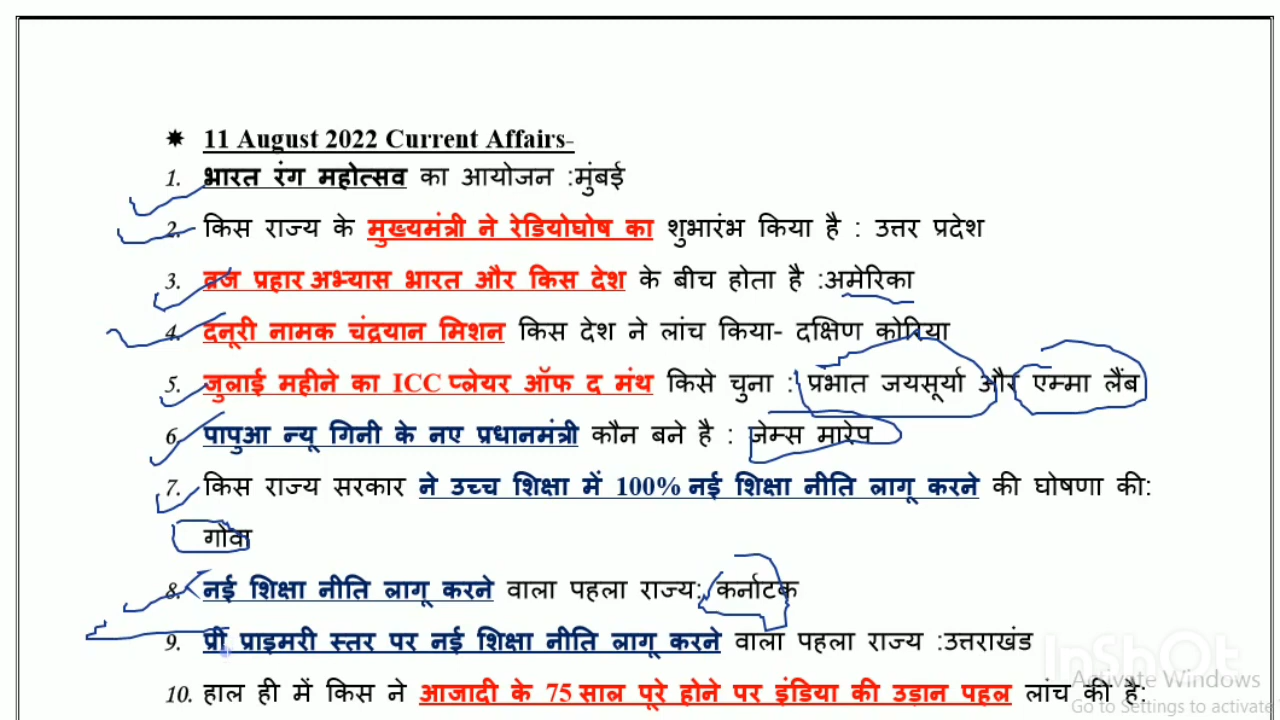 ✷ 11 August 2022 Current Affairs-
1. भारत रंग महोत्सव का आयोजन :मुंबई
2. किस राज्य के मुख्यमंत्री ने रेडियोघोष का शुभारंभ किया है : उत्तर प्रदेश
3. व्रज प्रहार अभ्यास भारत और किस देश के बीच होता है :अमेरिका
4. दनूरी नामक चंद्रयान मिशन किस देश ने लांच किया- दक्षिण कोरिया
5. जुलाई महीने का ICC प्लेयर ऑफ द मंथ किसे चुना : प्रभात जयसूर्या और एम्मा लैंब
6. पापुआ न्यू गिनी के नए प्रधानमंत्री कौन बने है : जेम्स मारेप
7. किस राज्य सरकार ने उच्च शिक्षा में 100% नई शिक्षा नीति लागू करने की घोषणा की:
गोवा
8. नई शिक्षा नीति लागू करने वाला पहला राज्य: कर्नाटक
9. प्री प्राइमरी स्तर पर नई शिक्षा नीति लागू करने वाला पहला राज्य :उत्तराखंड
InShOt
Activate Windows
10. हाल ही में किस ने आजादी के 75 साल पूरे होने पर इंडिया की उड़ान पहल लांच की है:
Go to Settings to activate